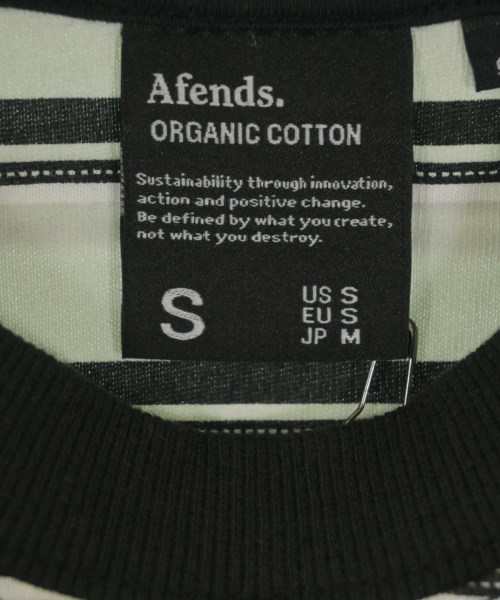 Afends.
ORGANIC COTTON
Sustainability through innovation,
action and positive change.
Be defined by what you create,
not what you destroy.
S
US S
EU S
JP M